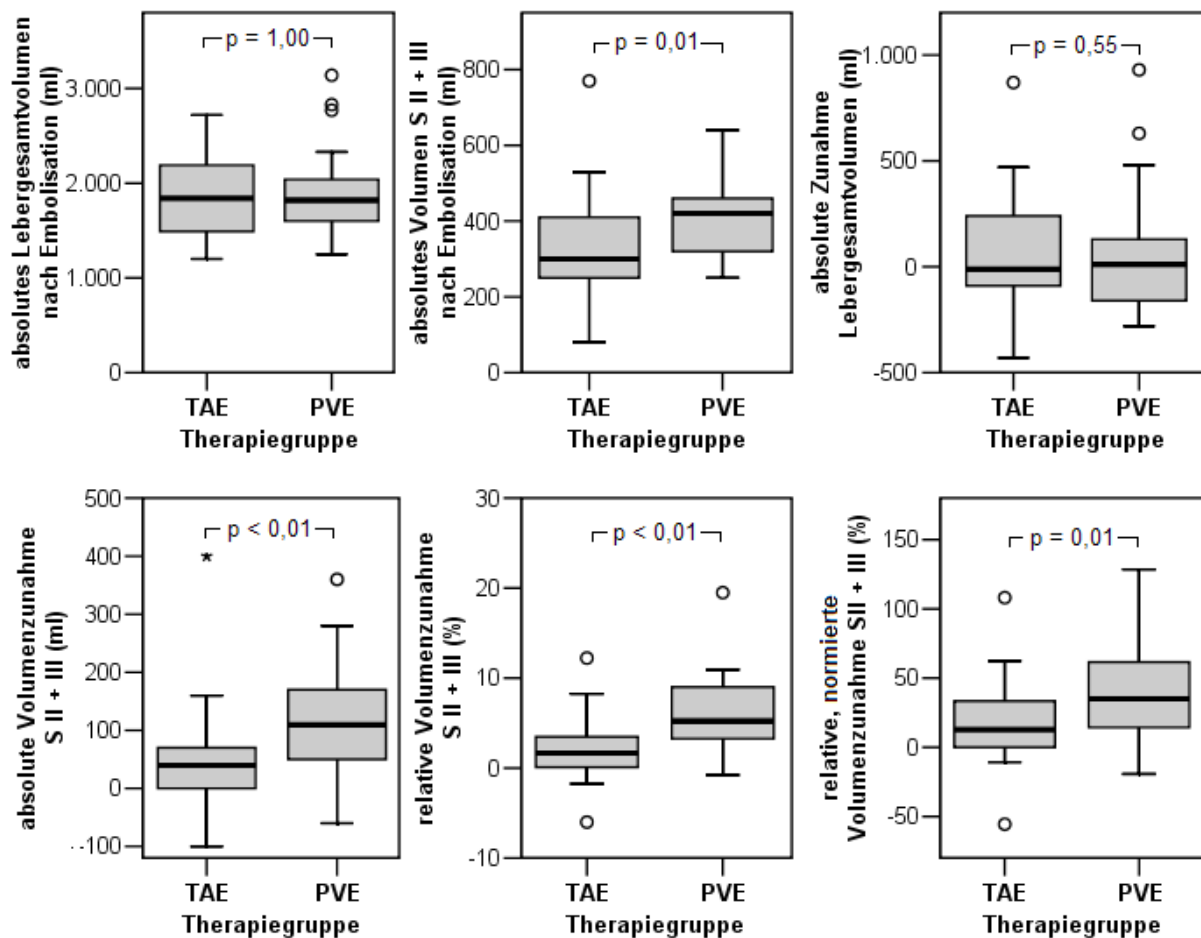 absolutes Lebergesamtvolumen
nach Embolisation (ml)
3.000
2.000
1.000
0
p = 1,00
TAE PVE
Therapiegruppe
absolutes Volumen S II + III
nach Embolisation (ml)
800
600
400
200
0
p = 0,01
TAE PVE
Therapiegruppe
absolute Zunahme
Lebergesamtvolumen (ml)
1.000
500
0
-500
p = 0,55
TAE PVE
Therapiegruppe
absolute Volumenzunahme
S II + III (ml)
500
400
300
200
100
0
-100
p < 0,01
TAE PVE
Therapiegruppe
relative Volumenzunahme
S II + III (%)
30
20
10
0
-10
p < 0,01
TAE PVE
Therapiegruppe
relative, normierte
Volumenzunahme SII + III (%)
150
100
50
0
-50
p = 0,01
TAE PVE
Therapiegruppe